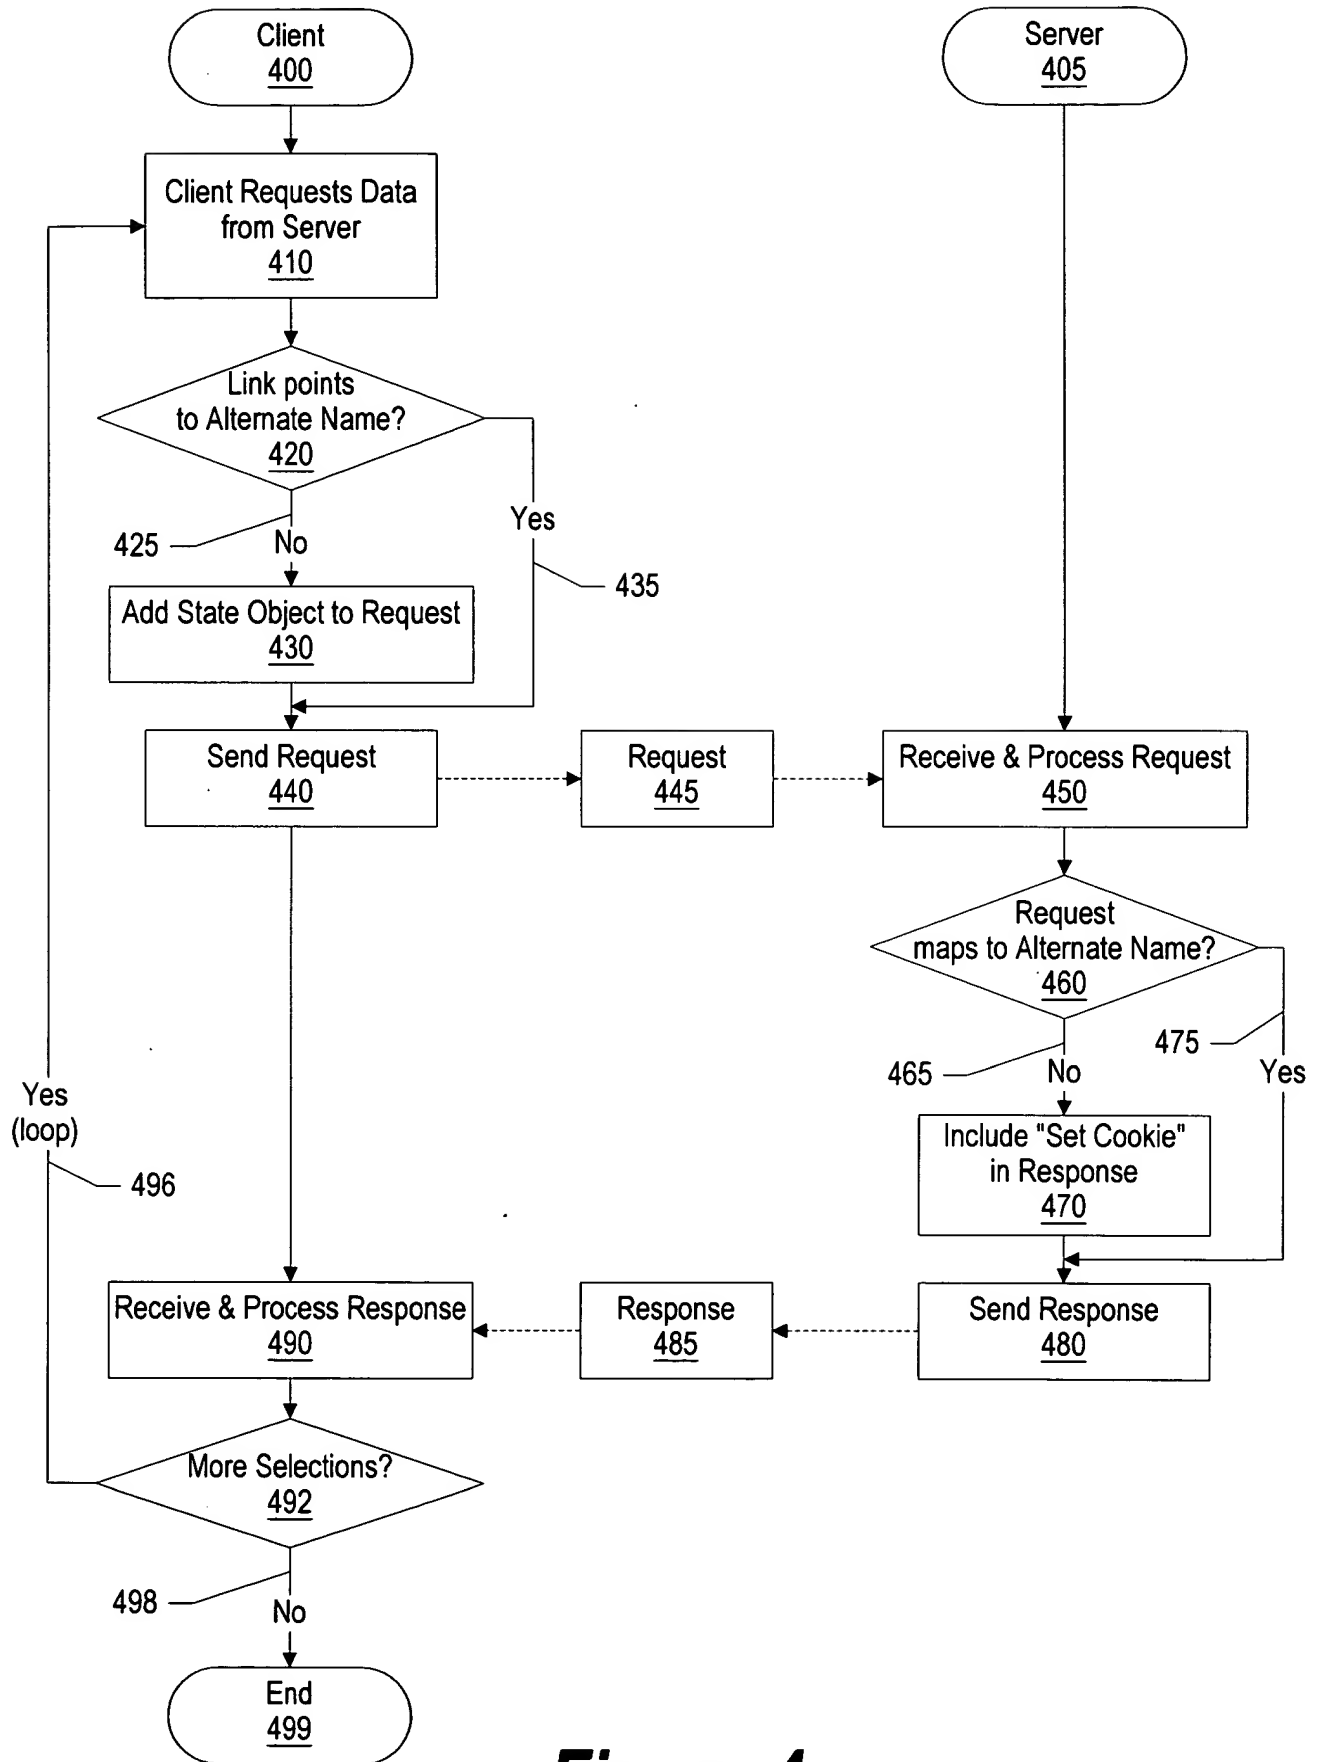 Client
400
Server
405
Client Requests Data
from Server
410
Link points
to Alternate Name?
420
425
No
Yes
435
Add State Object to Request
430
Send Request
440
Request
445
Receive & Process Request
450
Request
maps to Alternate Name?
460
465
No
475
Yes
Include "Set Cookie"
in Response
470
Yes
(loop)
496
Receive & Process Response
490
Response
485
Send Response
480
More Selections?
492
498
No
End
499